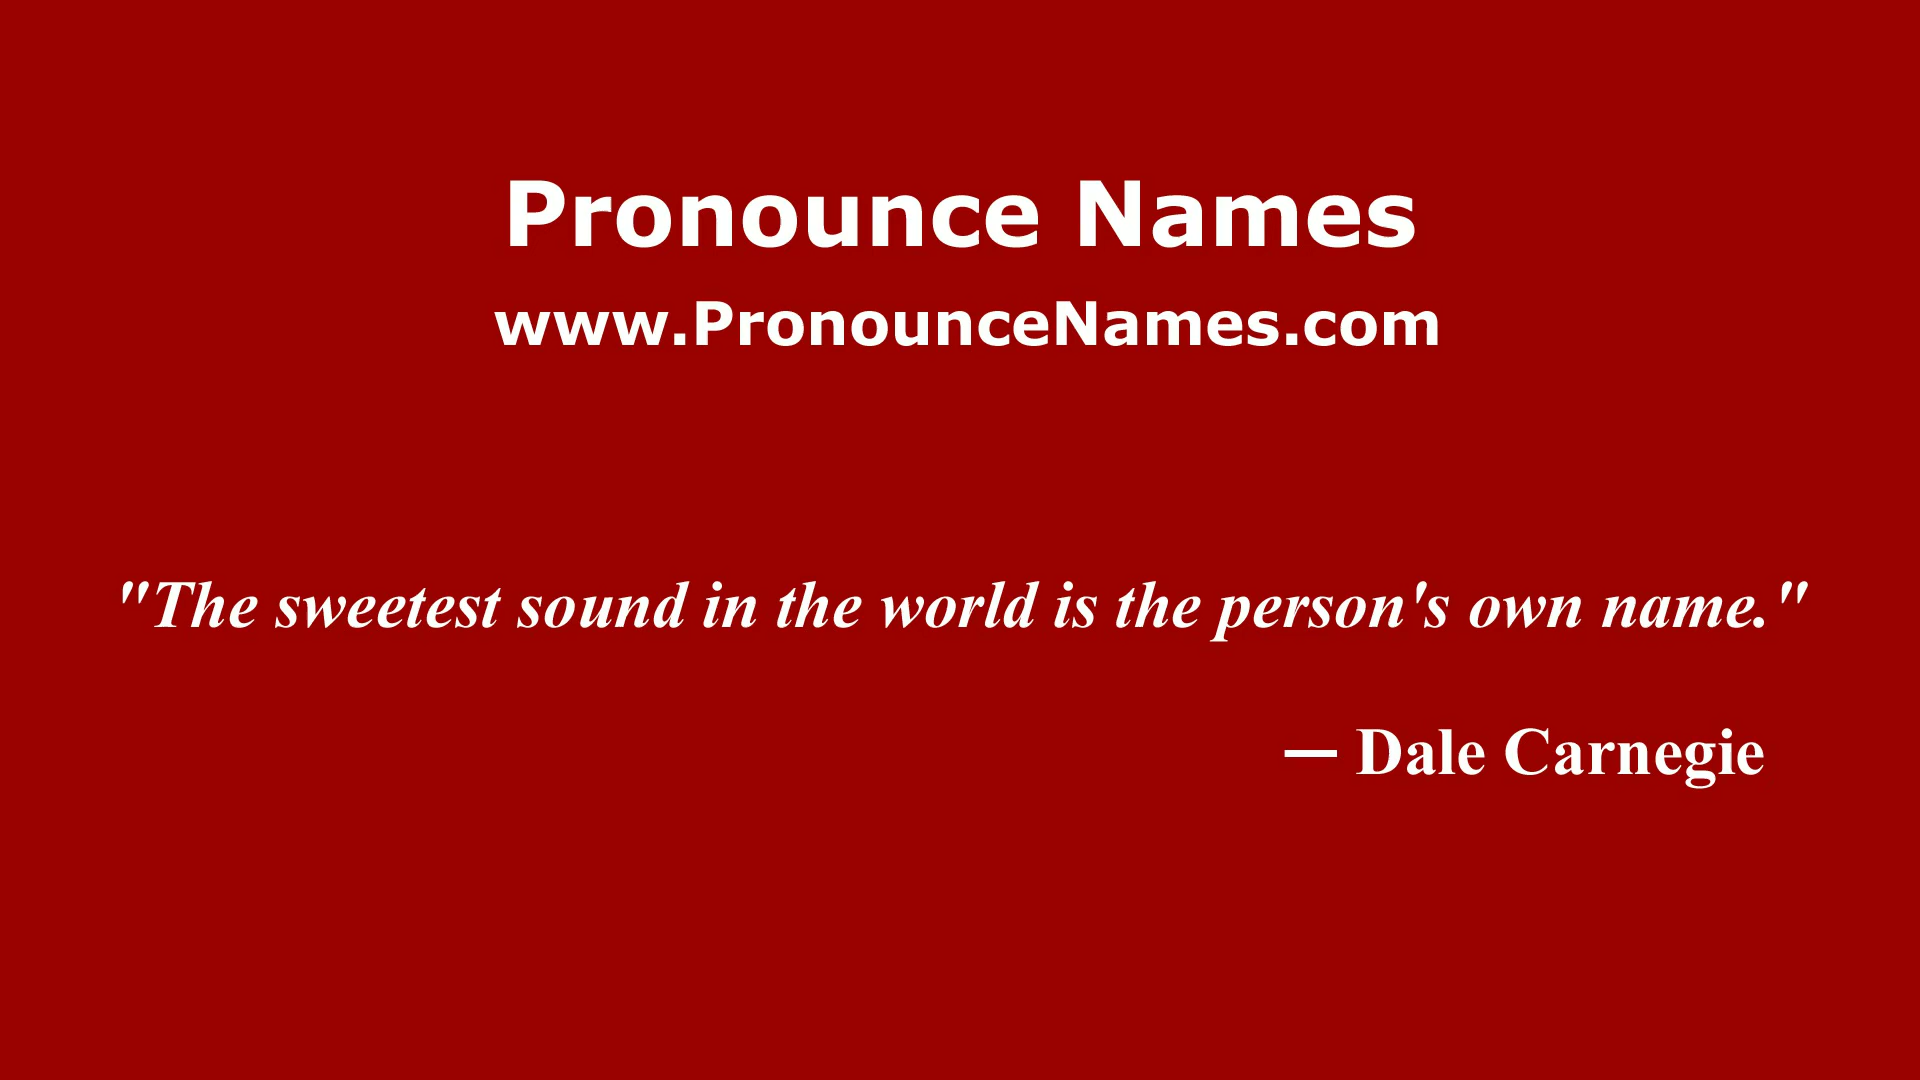 Pronounce Names
www.PronounceNames.com
"The sweetest sound in the world is the person's own name."
— Dale Carnegie